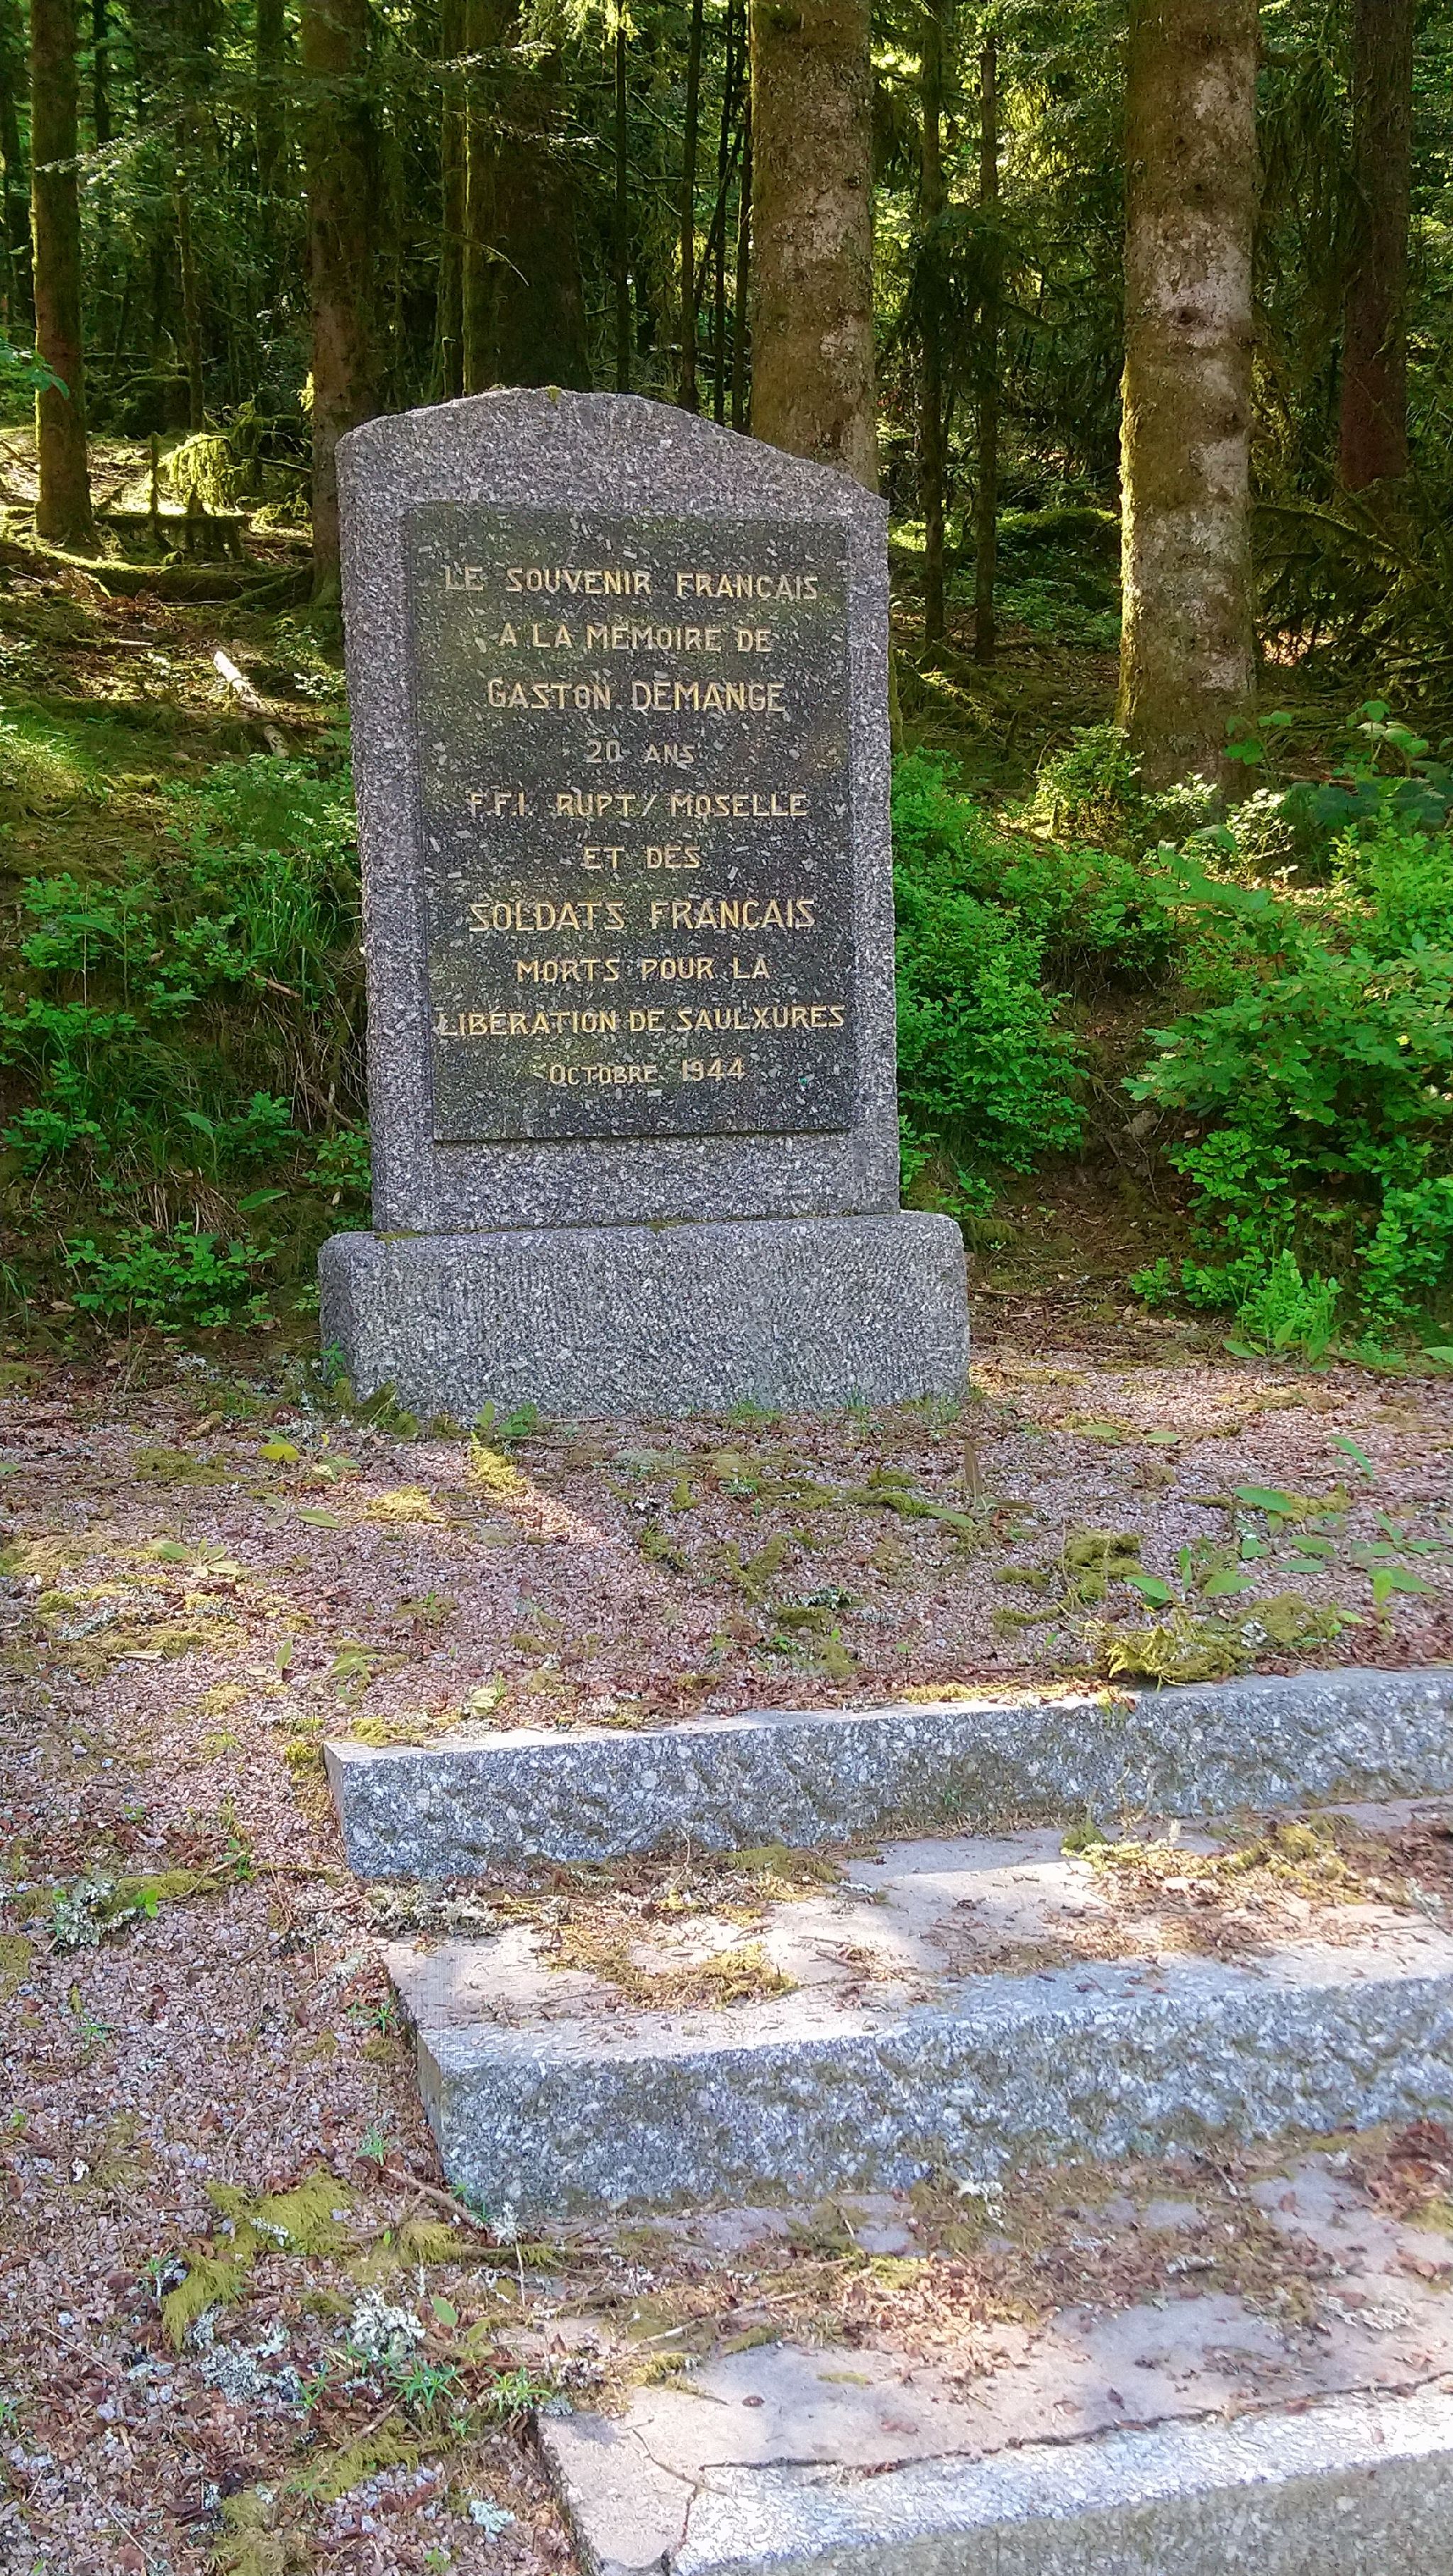 LE SOUVENIR FRANCAIS
A LA MÉMOIRE DE
GASTON DEMANGE
20 ANS
F.F.I. RUPT/MOSELLE
ET DES
SOLDATS FRANCAIS
MORTS POUR LA
LIBÉRATION DE SAULXURES
OCTOBRE 1944